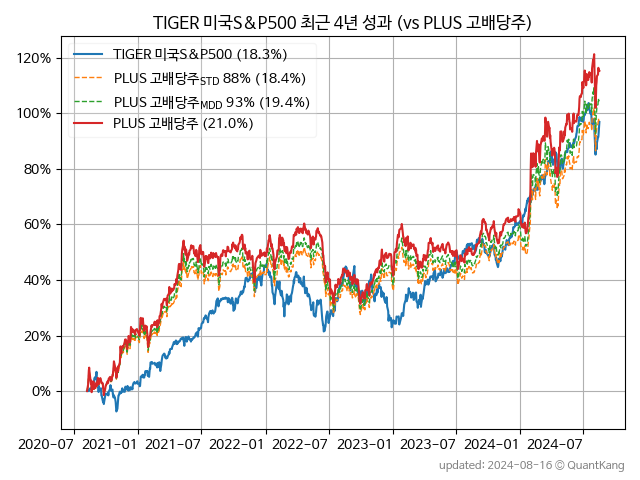 TIGER 미국S&P500 최근 4년 성과 (vs PLUS 고배당주)
TIGER 미국S&P500 (18.3%)
PLUS 고배당주STD 88% (18.4%)
PLUS 고배당주MDD 93% (19.4%)
PLUS 고배당주 (21.0%)
120%
100%
80%
60%
40%
20%
0%
2020-07 2021-01 2021-07 2022-01 2022-07 2023-01 2023-07 2024-01 2024-07
updated: 2024-08-16 © QuantKang